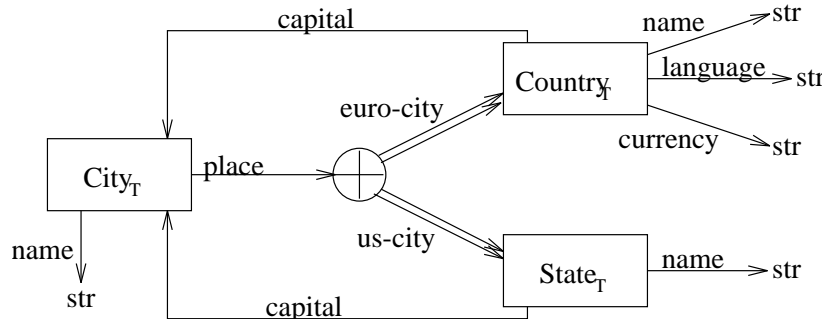 capital
name
str
Country_T
language
str
euro-city
currency
str
City_T
place
us-city
name
str
State_T
name
str
capital